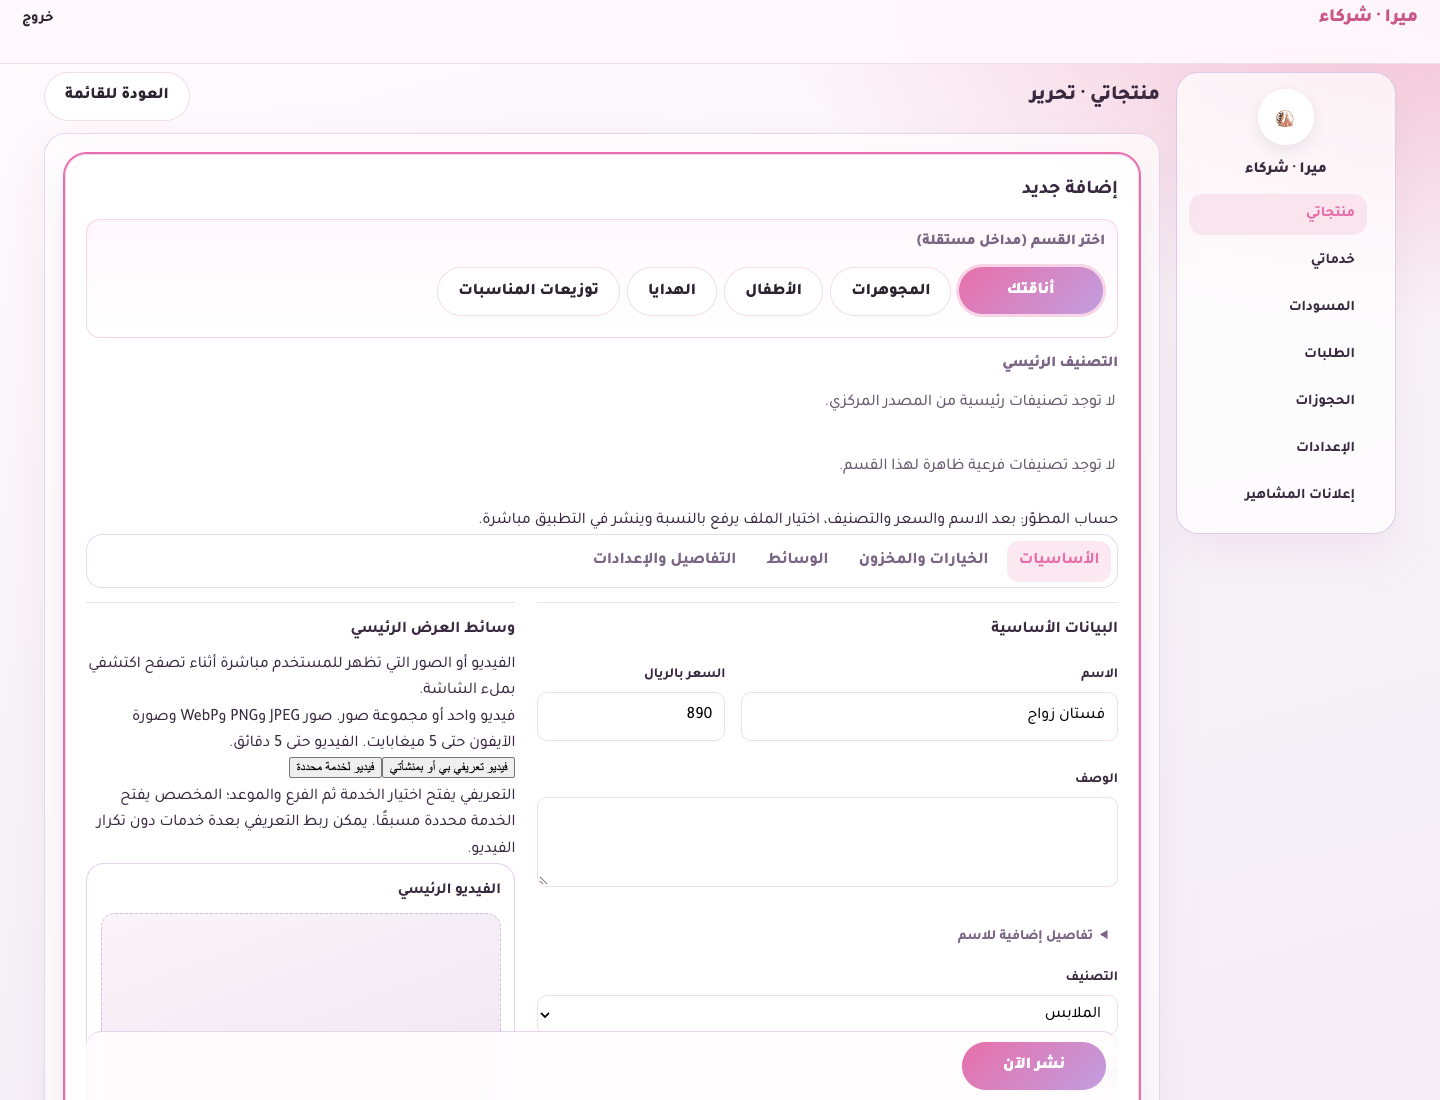 ميرا · شركاء
خروج
ميرا · شركاء
منتجاتي
خدماتي
المسودات
الطلبات
الحجوزات
الإعدادات
إعلانات المشاهير
منتجاتي · تحرير
العودة للقائمة
إضافة جديد
اختر القسم (مداخل مستقلة)
أناقتك
المجوهرات
الأطفال
الهدايا
توزيعات المناسبات
التصنيف الرئيسي
لا توجد تصنيفات رئيسية من المصدر المركزي.
لا توجد تصنيفات فرعية ظاهرة لهذا القسم.
حساب المطوّر: بعد الاسم والسعر والتصنيف، اختيار الملف يرفع بالنسبة وينشر في التطبيق مباشرة.
الأساسيات
الخيارات والمخزون
الوسائط
التفاصيل والإعدادات
البيانات الأساسية
الاسم
السعر بالريال
فستان زواج
890
الوصف
تفاصيل إضافية للاسم
التصنيف
الملابس
وسائط العرض الرئيسي
الفيديو أو الصور التي تظهر للمستخدم مباشرة أثناء تصفح اكتشفي
بملء الشاشة.
فيديو واحد أو مجموعة صور. صور JPEG وPNG وWebP وصورة
الآيفون حتى 5 ميغابايت. الفيديو حتى 5 دقائق.
فيديو تعريفي بي أو بمنشأتي
فيديو لخدمة محددة
التعريفي يفتح اختيار الخدمة ثم الفرع والموعد؛ المخصص يفتح
الخدمة محددة مسبقًا. يمكن ربط التعريفي بعدة خدمات دون تكرار
الفيديو.
الفيديو الرئيسي
نشر الآن